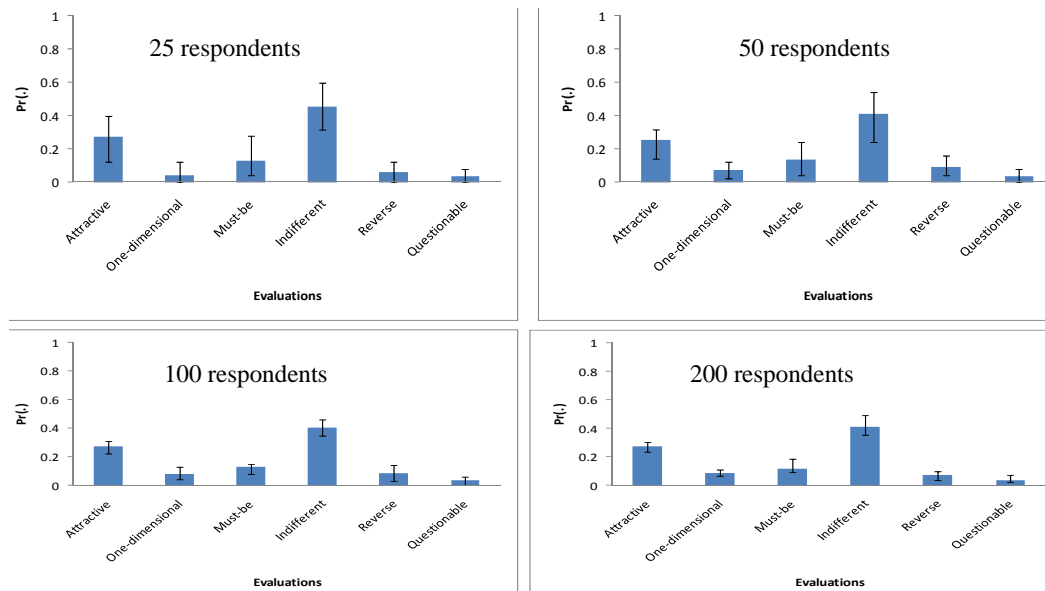 25 respondents
Pr(.)
1
0.8
0.6
0.4
0.2
0
Attractive
One-dimensional
Must-be
Indifferent
Reverse
Questionable
Evaluations
50 respondents
Pr(.)
1
0.8
0.6
0.4
0.2
0
Attractive
One-dimensional
Must-be
Indifferent
Reverse
Questionable
Evaluations
100 respondents
Pr(.)
1
0.8
0.6
0.4
0.2
0
Attractive
One-dimensional
Must-be
Indifferent
Reverse
Questionable
Evaluations
200 respondents
Pr(.)
1
0.8
0.6
0.4
0.2
0
Attractive
One-dimensional
Must-be
Indifferent
Reverse
Questionable
Evaluations